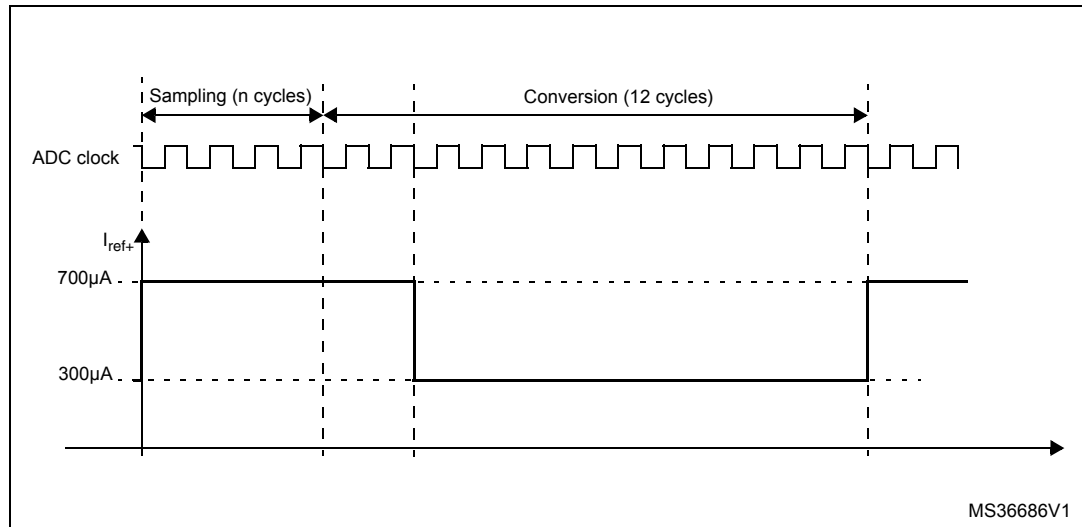 Sampling (n cycles)
Conversion (12 cycles)
ADC clock
Iref+
700µA
300µA
MS36686V1